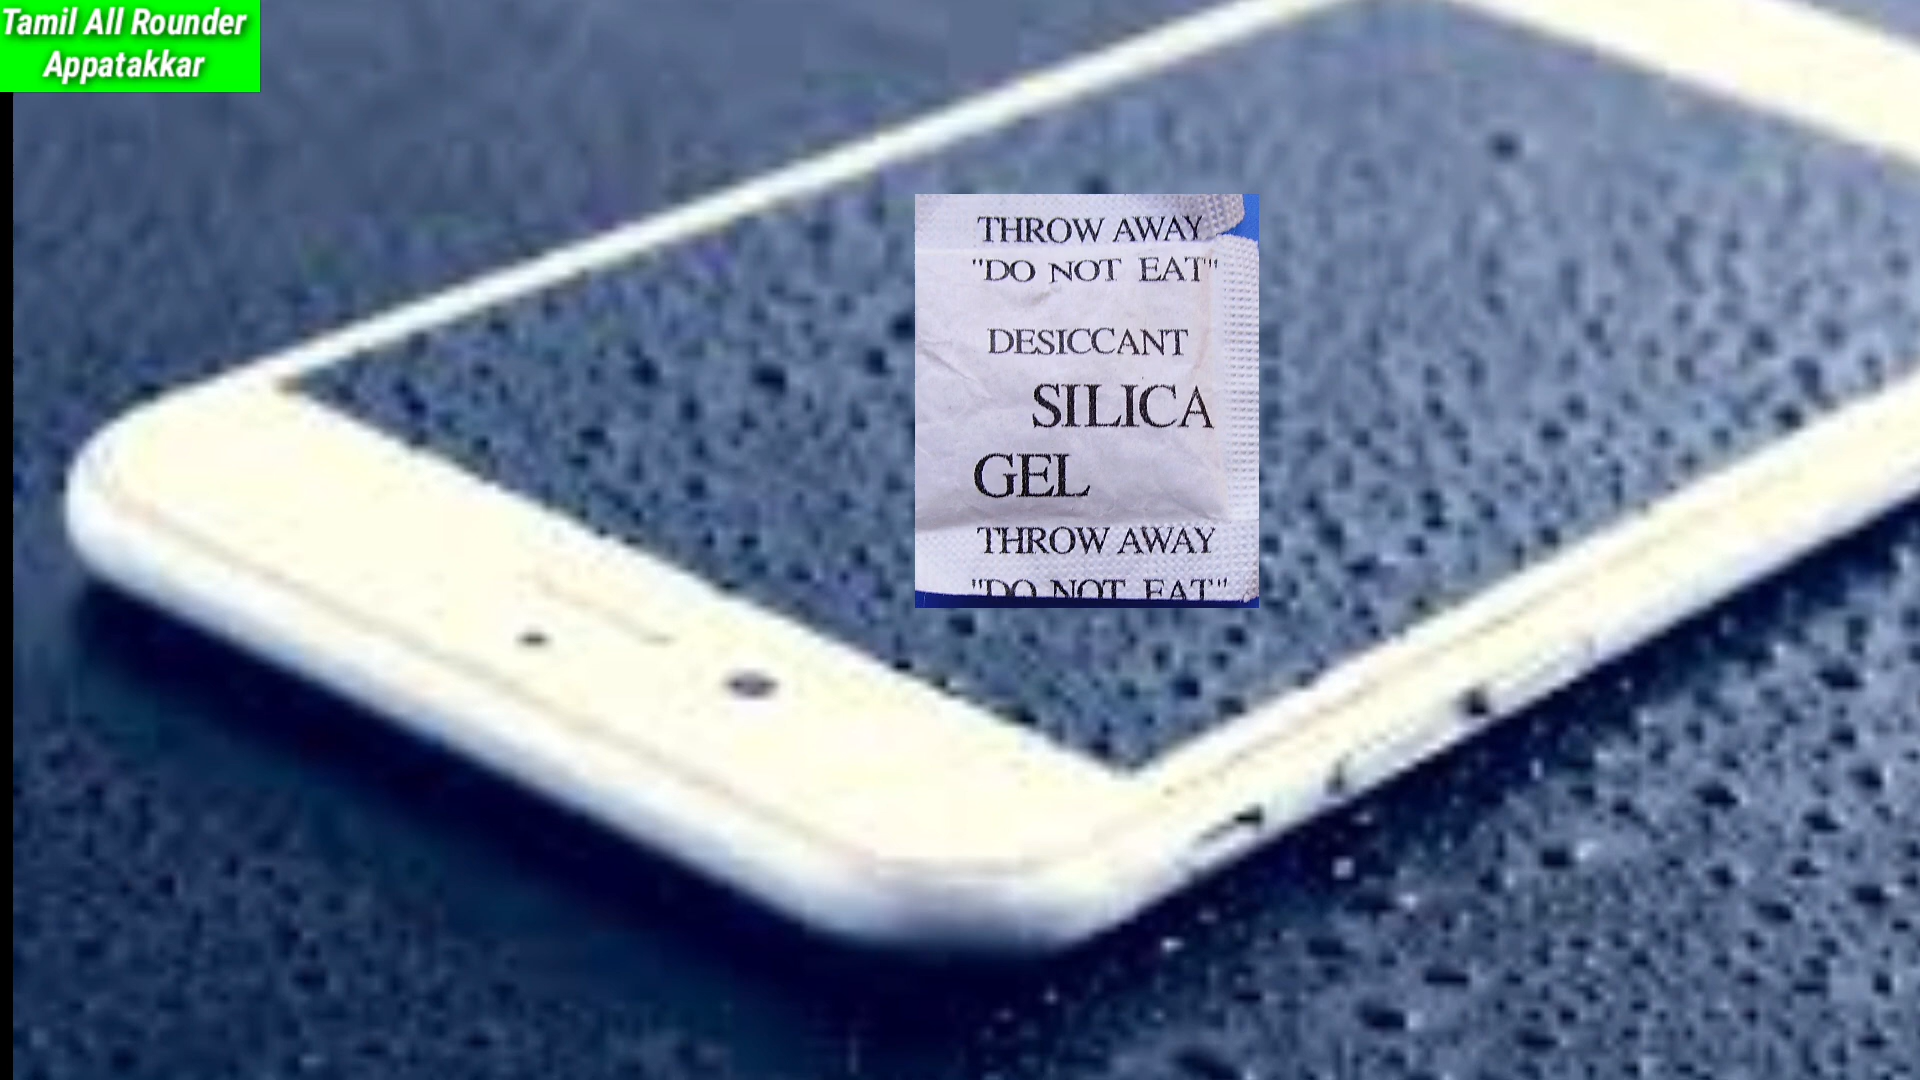 Tamil All Rounder
Appatakkar
THROW AWAY
"DO NOT EAT"
DESICCANT
SILICA
GEL
THROW AWAY
"DO NOT EAT"